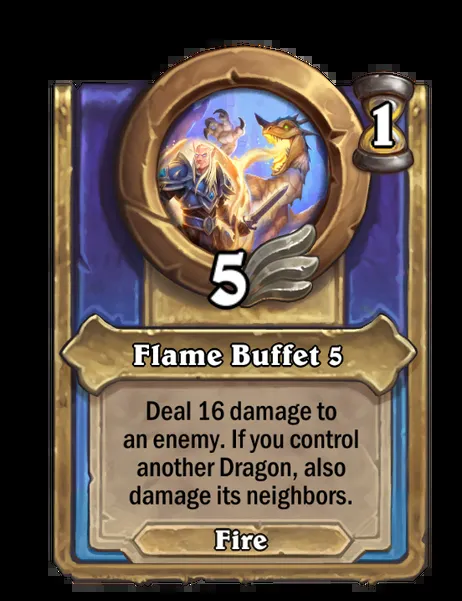 1
5
Flame Buffet 5
Deal 16 damage to
an enemy. If you control
another Dragon, also
damage its neighbors.
Fire